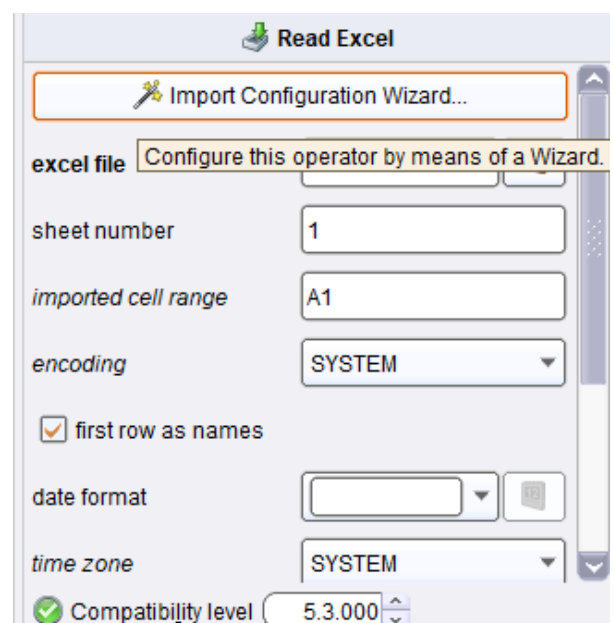 Read Excel
Import Configuration Wizard...
excel file
Configure this operator by means of a Wizard.
sheet number 1
imported cell range A1
encoding SYSTEM
first row as names
date format
time zone SYSTEM
Compatibility level 5.3.000